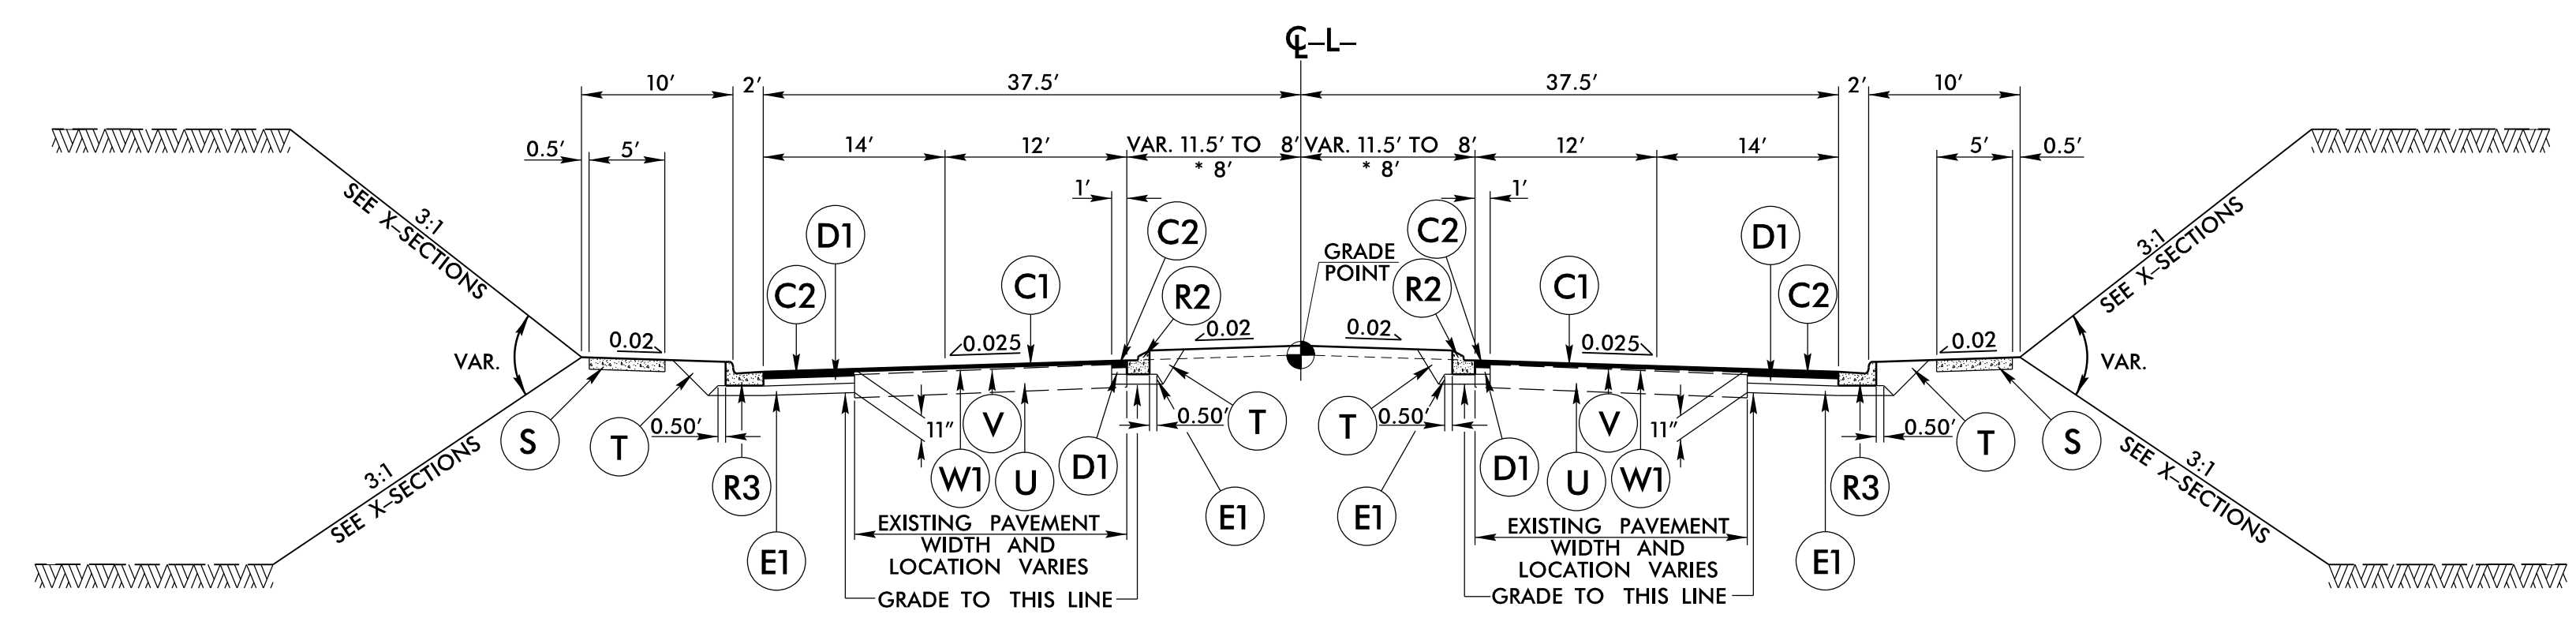 ℄-L-
10' 2' 37.5' 37.5' 2' 10'
0.5' 5' 14' 12' VAR. 11.5' TO 8' VAR. 11.5' TO 8' 12' 14' 5' 0.5'
* 8' * 8'
1' 1'
3:1
SEE X-SECTIONS
VAR.
3:1
SEE X-SECTIONS
D1 C2 C2 D1
C2 C1 R2 R2 C1 C2
GRADE
POINT
0.02 0.025 0.02 0.02 0.025 0.02
3:1
SEE X-SECTIONS
VAR.
3:1
SEE X-SECTIONS
S T 0.50' R3 E1 11" W1 V U D1 0.50' T E1
T 0.50' E1 D1 U V W1 11" E1 R3 0.50' T S
EXISTING PAVEMENT
WIDTH AND
LOCATION VARIES
GRADE TO THIS LINE
EXISTING PAVEMENT
WIDTH AND
LOCATION VARIES
GRADE TO THIS LINE